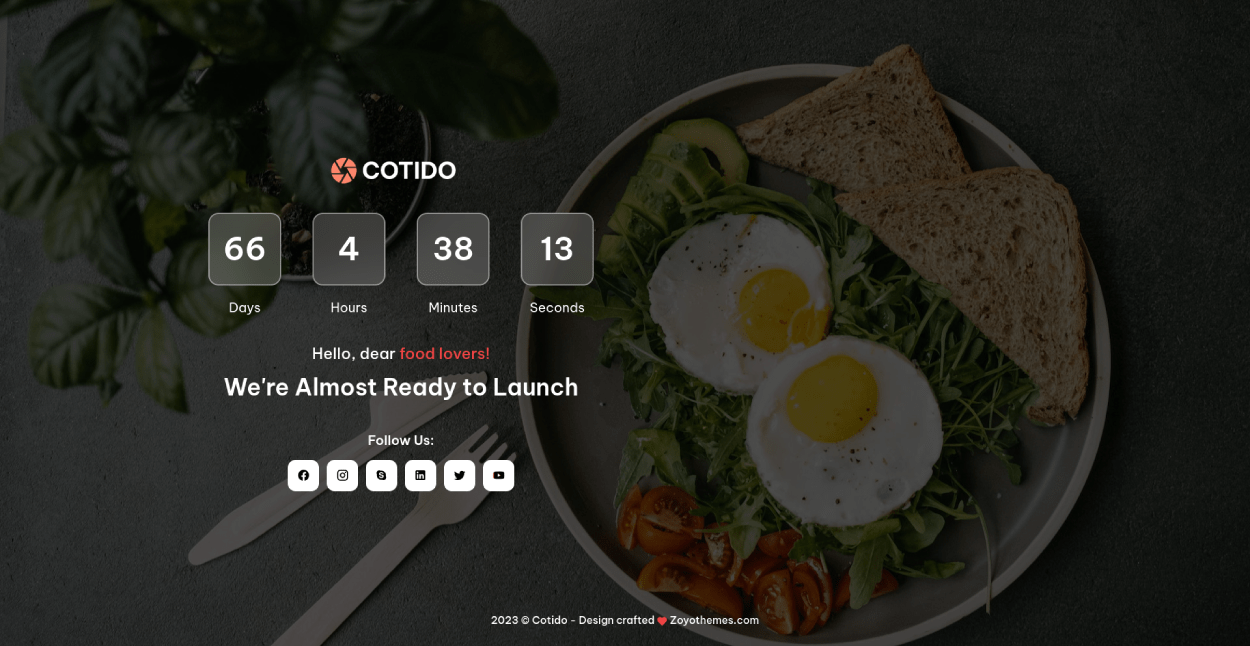 COTIDO
66 4 38 13
Days Hours Minutes Seconds
Hello, dear food lovers!
We're Almost Ready to Launch
Follow Us:
2023 © Cotido - Design crafted ❤ Zoyothemes.com